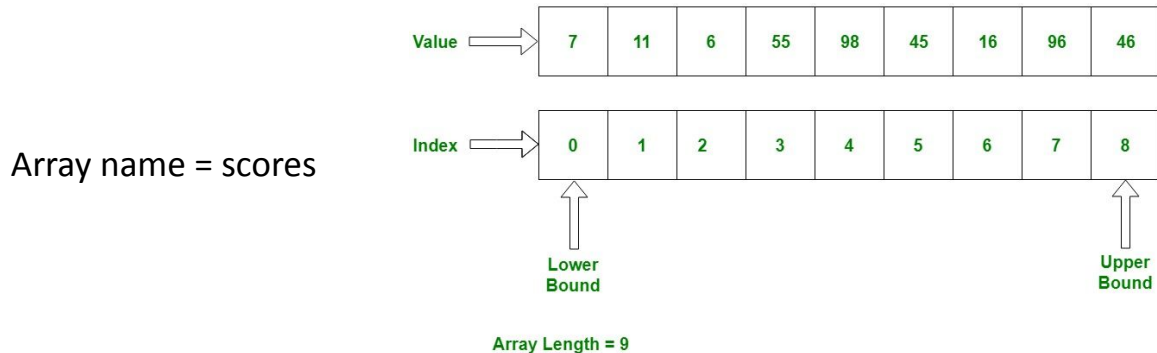 Value 7 11 6 55 98 45 16 96 46
Index 0 1 2 3 4 5 6 7 8
Array name = scores
Lower
Bound
Upper
Bound
Array Length = 9